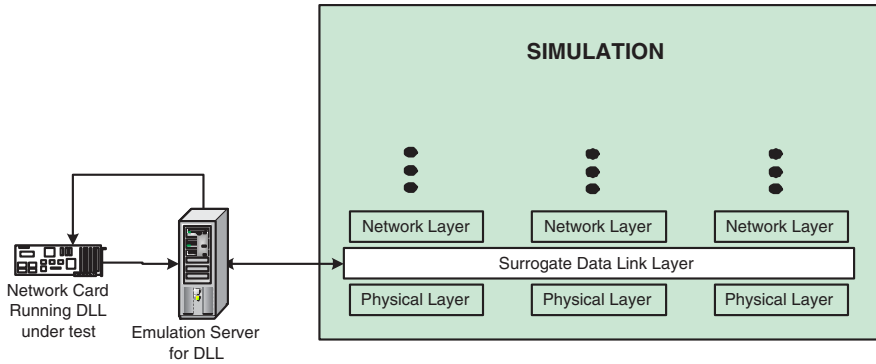 SIMULATION
Network Layer
Network Layer
Network Layer
Surrogate Data Link Layer
Physical Layer
Physical Layer
Physical Layer
Network Card
Running DLL
under test
Emulation Server
for DLL